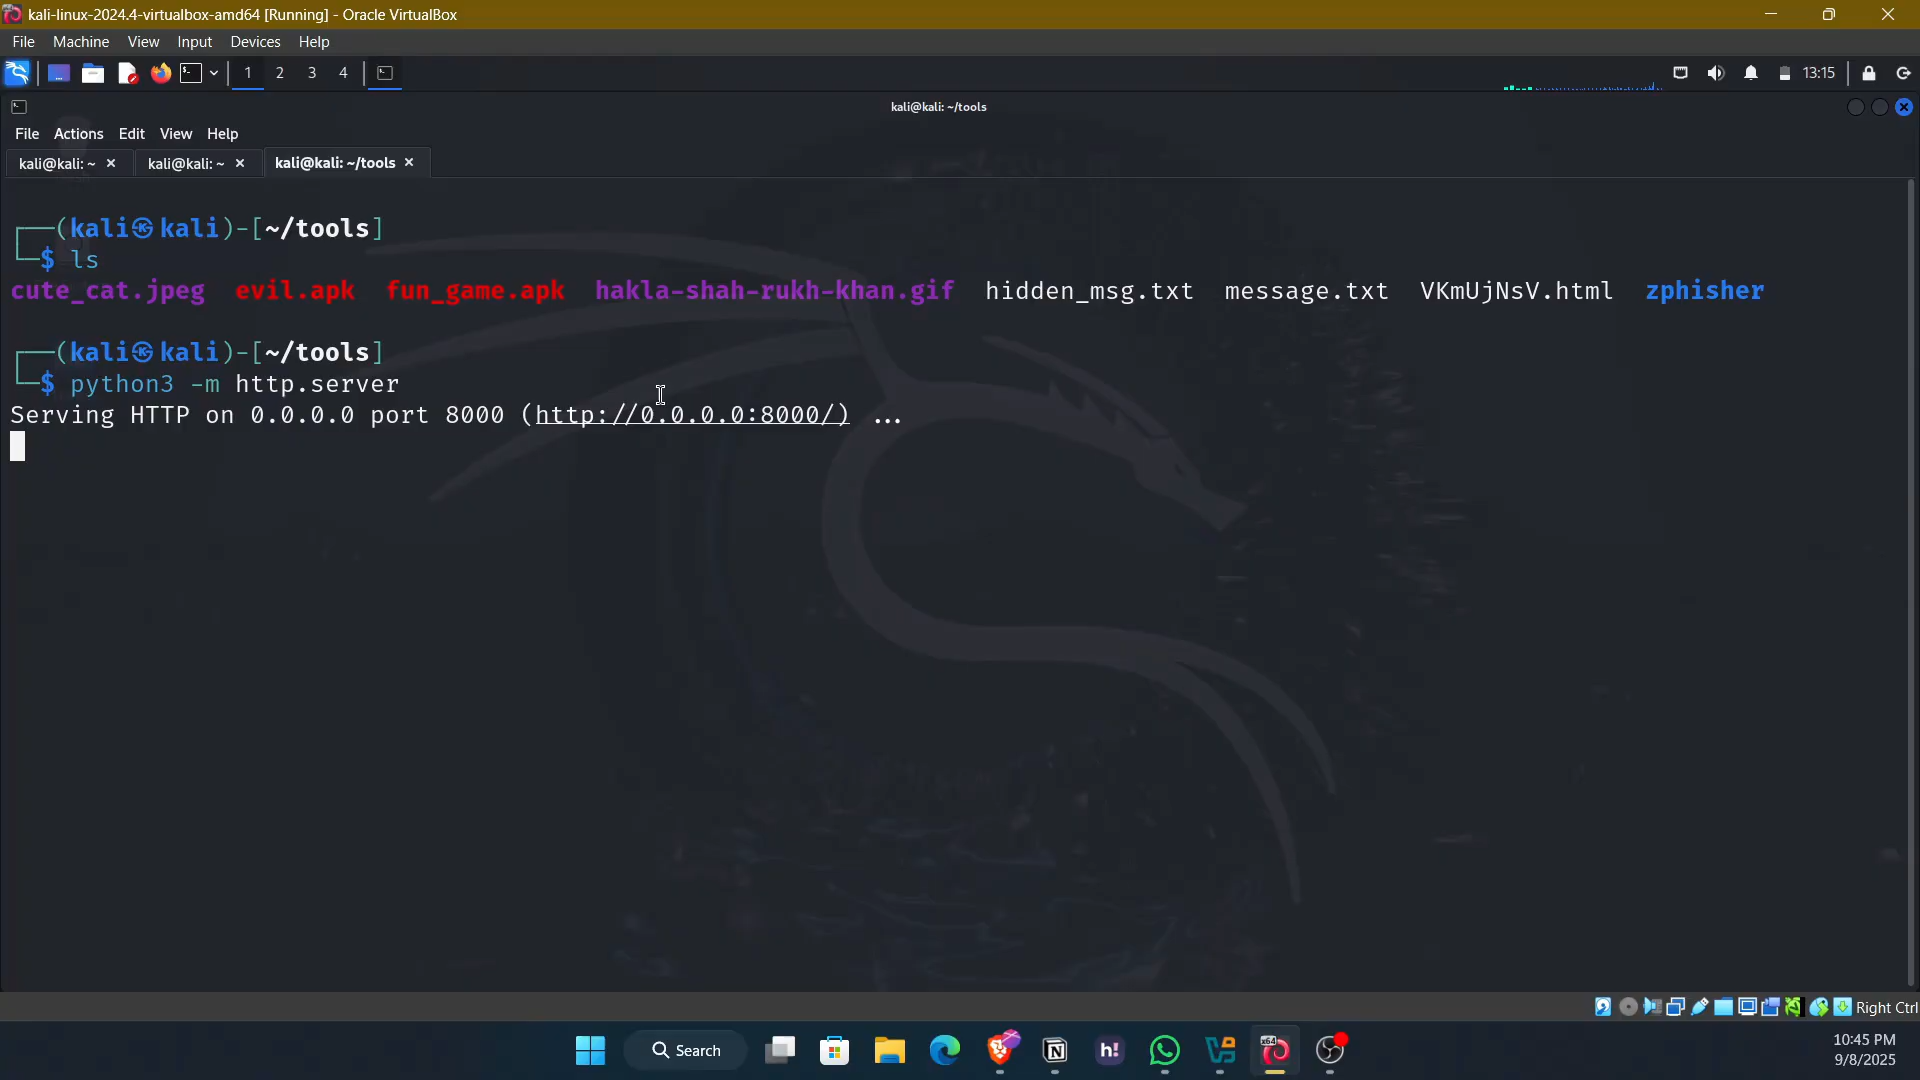 kali-linux-2024.4-virtualbox-amd64 [Running] - Oracle VirtualBox
File Machine View Input Devices Help
1 2 3 4 13:15
kali@kali: ~/tools
File Actions Edit View Help
kali@kali: ~ × kali@kali: ~ × kali@kali: ~/tools ×
┌──(kali㉿kali)-[~/tools]
└─$ ls
cute_cat.jpeg evil.apk fun_game.apk hakla-shah-rukh-khan.gif hidden_msg.txt message.txt VKmUjNsV.html zphisher
┌──(kali㉿kali)-[~/tools]
└─$ python3 -m http.server
Serving HTTP on 0.0.0.0 port 8000 (http://0.0.0.0:8000/) ...
Right Ctrl
Search
h!
x64
10:45 PM
9/8/2025